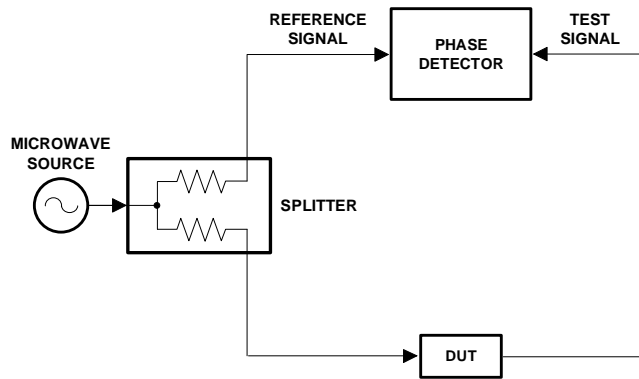 REFERENCE
SIGNAL
PHASE
DETECTOR
TEST
SIGNAL
MICROWAVE
SOURCE
SPLITTER
DUT